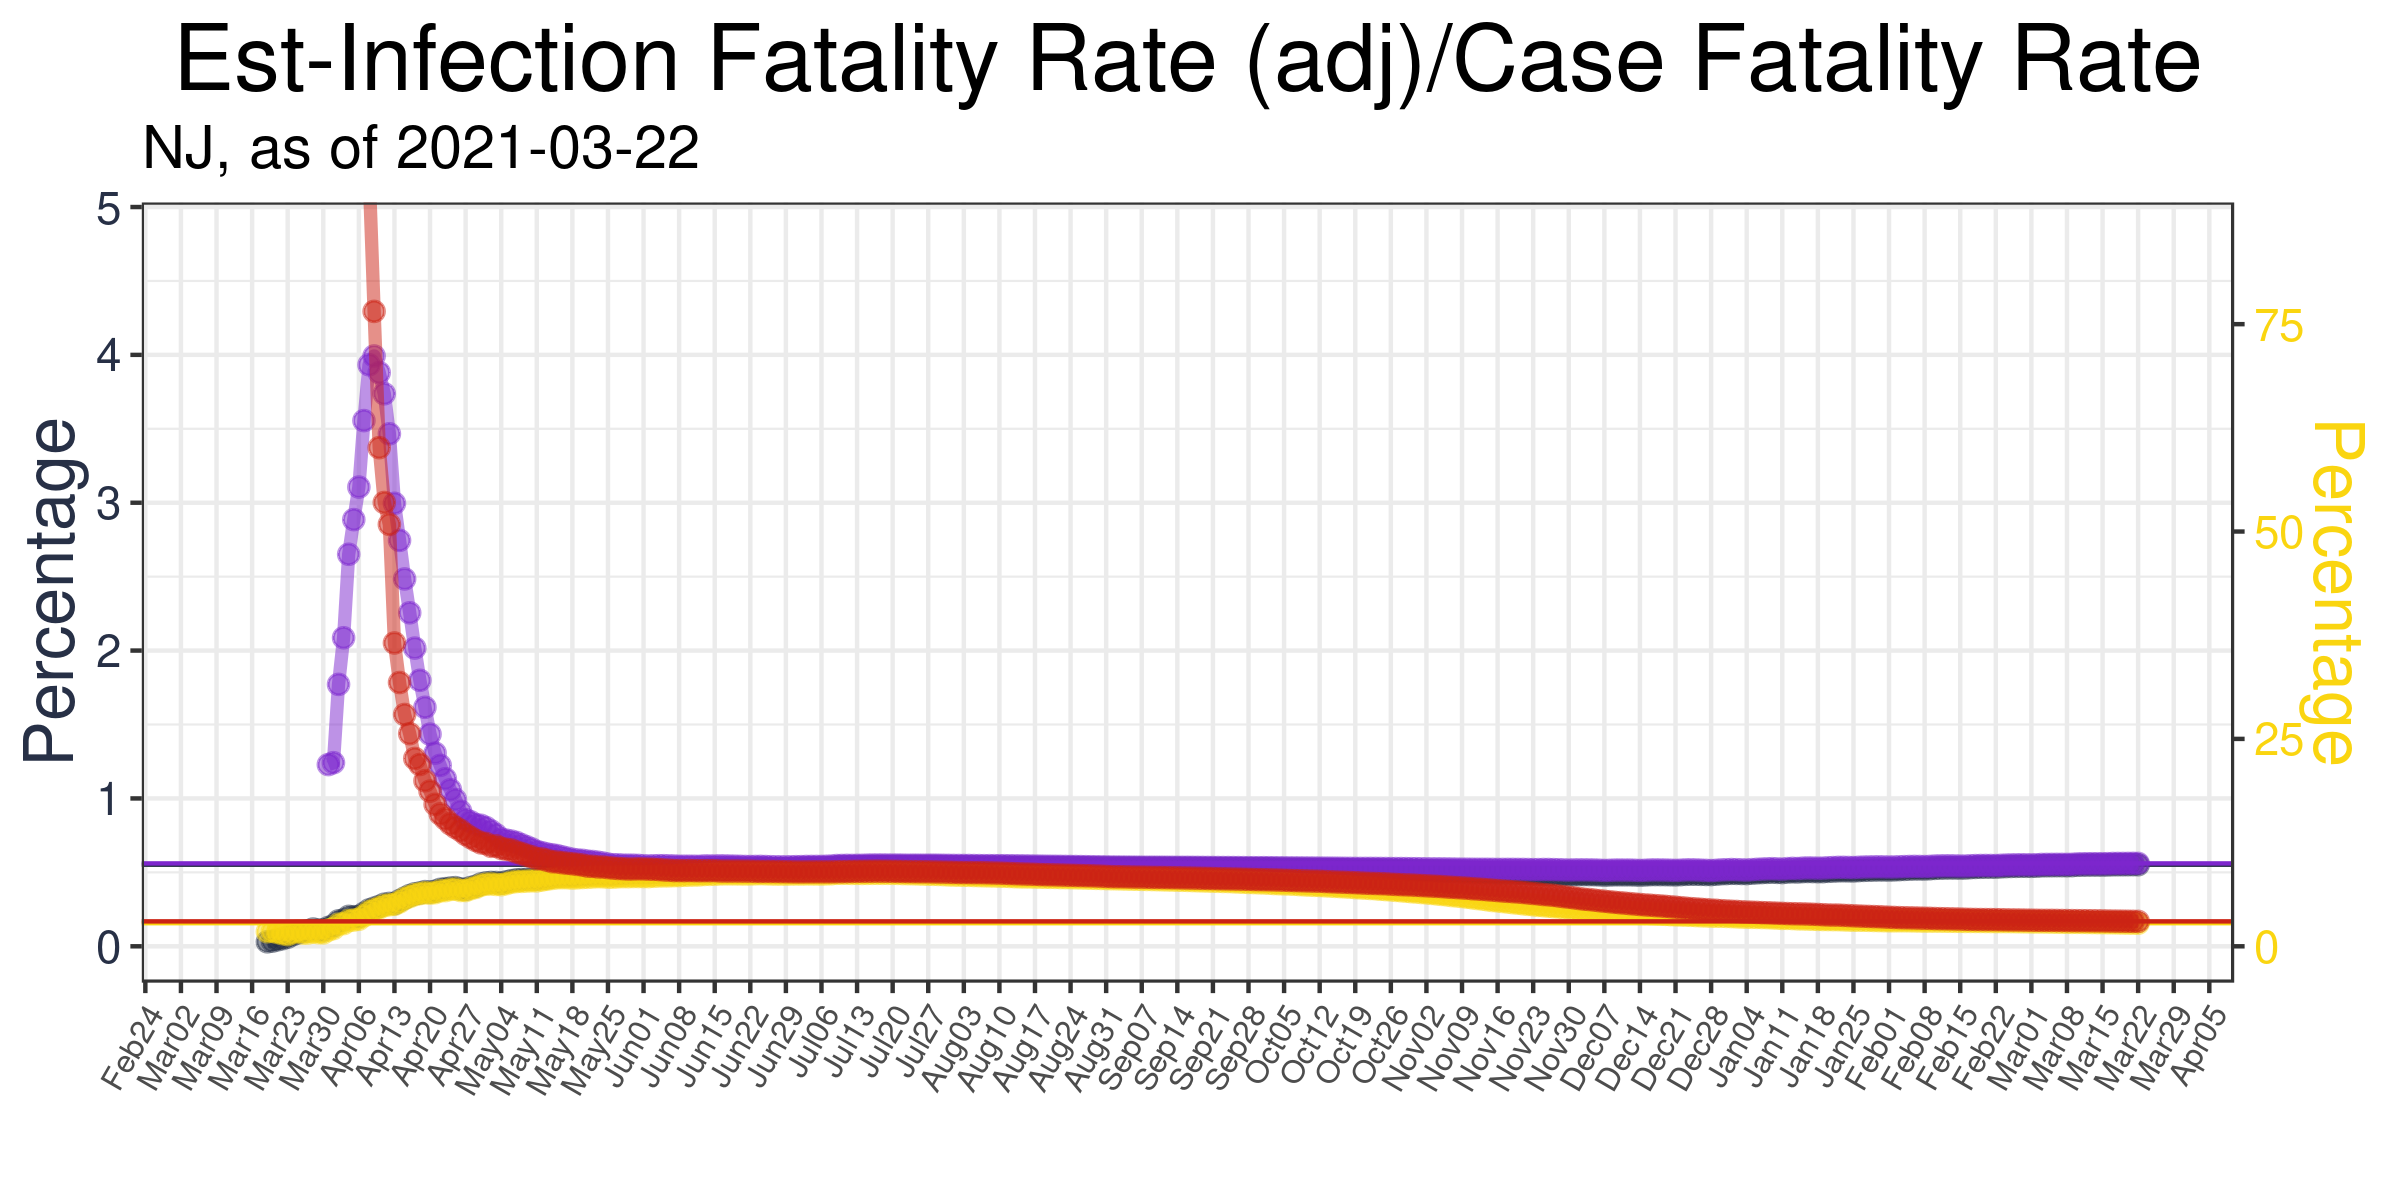 Est-Infection Fatality Rate (adj)/Case Fatality Rate
NJ, as of 2021-03-22
Percentage
5
4
3
2
1
0
75
50
25
0
Percentage
Feb24
Mar02
Mar09
Mar16
Mar23
Mar30
Apr06
Apr13
Apr20
Apr27
May04
May11
May18
May25
Jun01
Jun08
Jun15
Jun22
Jun29
Jul06
Jul13
Jul20
Jul27
Aug03
Aug10
Aug17
Aug24
Aug31
Sep07
Sep14
Sep21
Sep28
Oct05
Oct12
Oct19
Oct26
Nov02
Nov09
Nov16
Nov23
Nov30
Dec07
Dec14
Dec21
Dec28
Jan04
Jan11
Jan18
Jan25
Feb01
Feb08
Feb15
Feb22
Mar01
Mar08
Mar15
Mar22
Mar29
Apr05